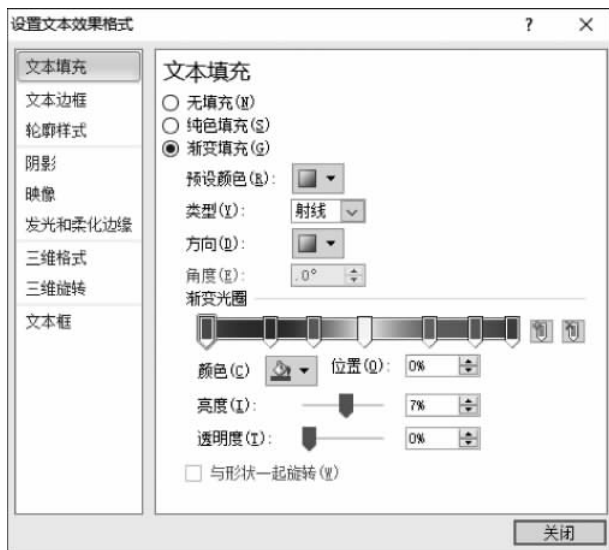 设置文本效果格式
?
文本填充
文本边框
轮廓样式
阴影
映像
发光和柔化边缘
三维格式
三维旋转
文本框
文本填充
无填充(N)
纯色填充(S)
渐变填充(G)
预设颜色(R):
类型(Y): 射线
方向(D):
角度(E): .0°
渐变光圈
颜色(C) 位置(O): 0%
亮度(I): 7%
透明度(T): 0%
与形状一起旋转(W)
关闭